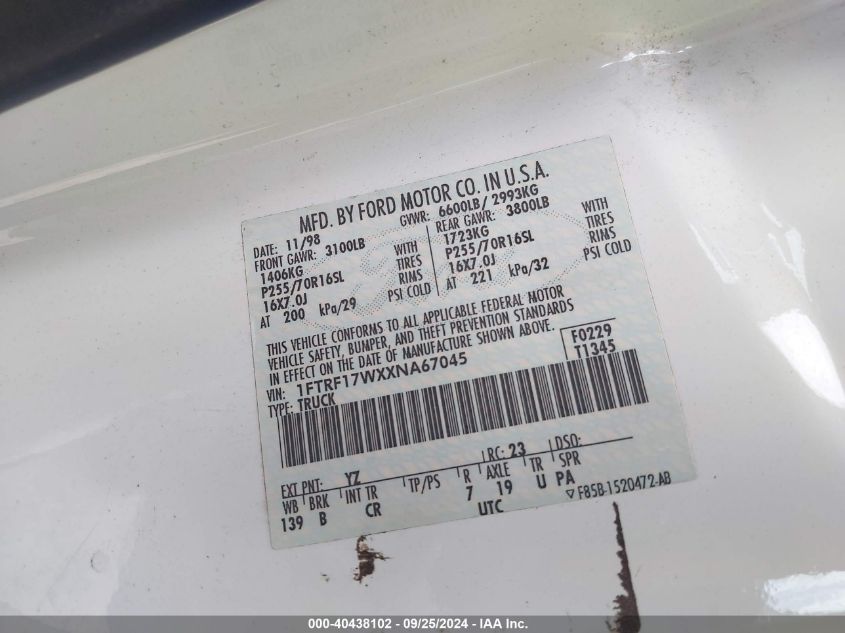 MFD. BY FORD MOTOR CO. IN U.S.A.
DATE: 11/98 GVWR: 6600LB/ 2993KG
FRONT GAWR: 3100LB REAR GAWR: 3800LB
1406KG WITH 1723KG WITH
P255/70R16SL TIRES P255/70R16SL TIRES
16X7.0J RIMS 16X7.0J RIMS
AT 200 kPa/29 PSI COLD AT 221 kPa/32 PSI COLD
THIS VEHICLE CONFORMS TO ALL APPLICABLE FEDERAL MOTOR
VEHICLE SAFETY, BUMPER, AND THEFT PREVENTION STANDARDS
IN EFFECT ON THE DATE OF MANUFACTURE SHOWN ABOVE.
VIN: 1FTRF17WXXNA67045 F0229
TYPE: TRUCK T1345
EXT PNT: YZ RC: 23 DSO:
WB BRK INT TR TP/PS R AXLE TR SPR
139 B CR 7 19 U PA
UTC F85B-1520472-AB
000-40438102 - 09/25/2024 - IAA Inc.